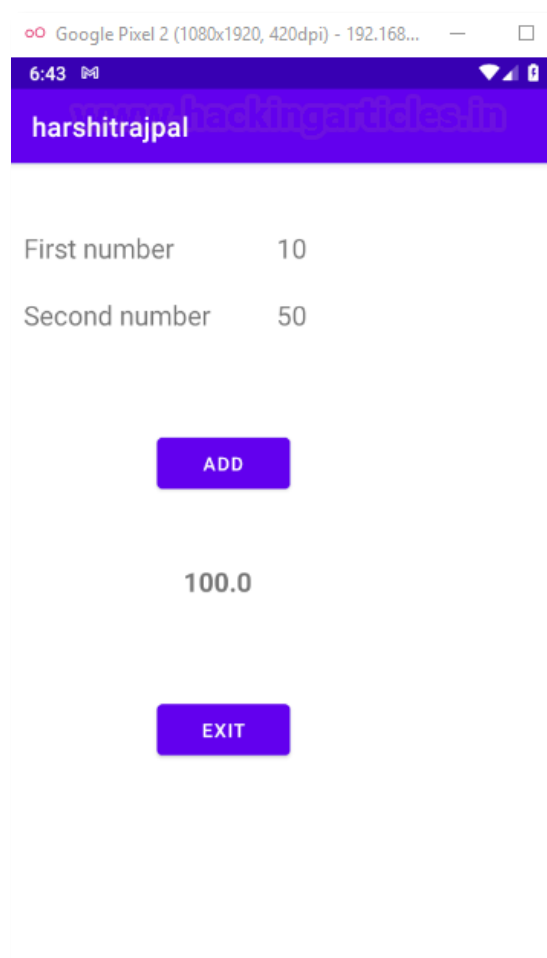 Google Pixel 2 (1080x1920, 420dpi) - 192.168...
6:43
www.hackingarticles.in
harshitrajpal
First number 10
Second number 50
ADD
100.0
EXIT